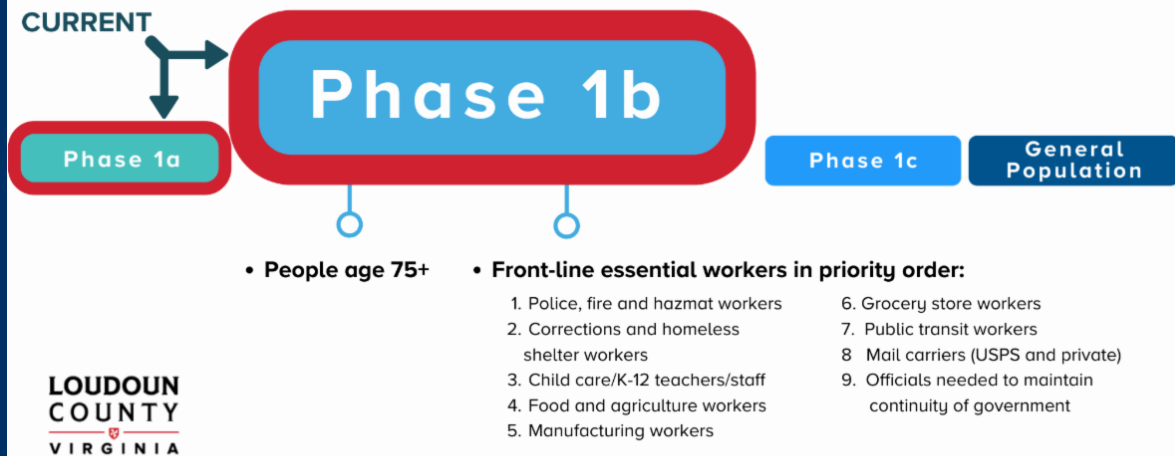 CURRENT
Phase 1a
Phase 1b
Phase 1c
General
Population
• People age 75+
• Front-line essential workers in priority order:
1. Police, fire and hazmat workers
2. Corrections and homeless
shelter workers
3. Child care/K-12 teachers/staff
4. Food and agriculture workers
5. Manufacturing workers
6. Grocery store workers
7. Public transit workers
8 Mail carriers (USPS and private)
9. Officials needed to maintain
continuity of government
LOUDOUN
COUNTY
VIRGINIA